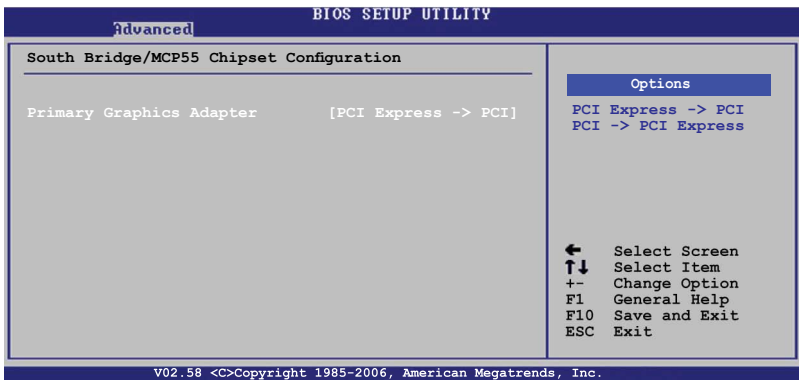 BIOS SETUP UTILITY
Advanced
South Bridge/MCP55 Chipset Configuration
Primary Graphics Adapter [PCI Express -> PCI]
Options
PCI Express -> PCI
PCI -> PCI Express
← Select Screen
↑↓ Select Item
+- Change Option
F1 General Help
F10 Save and Exit
ESC Exit
V02.58 <C>Copyright 1985-2006, American Megatrends, Inc.